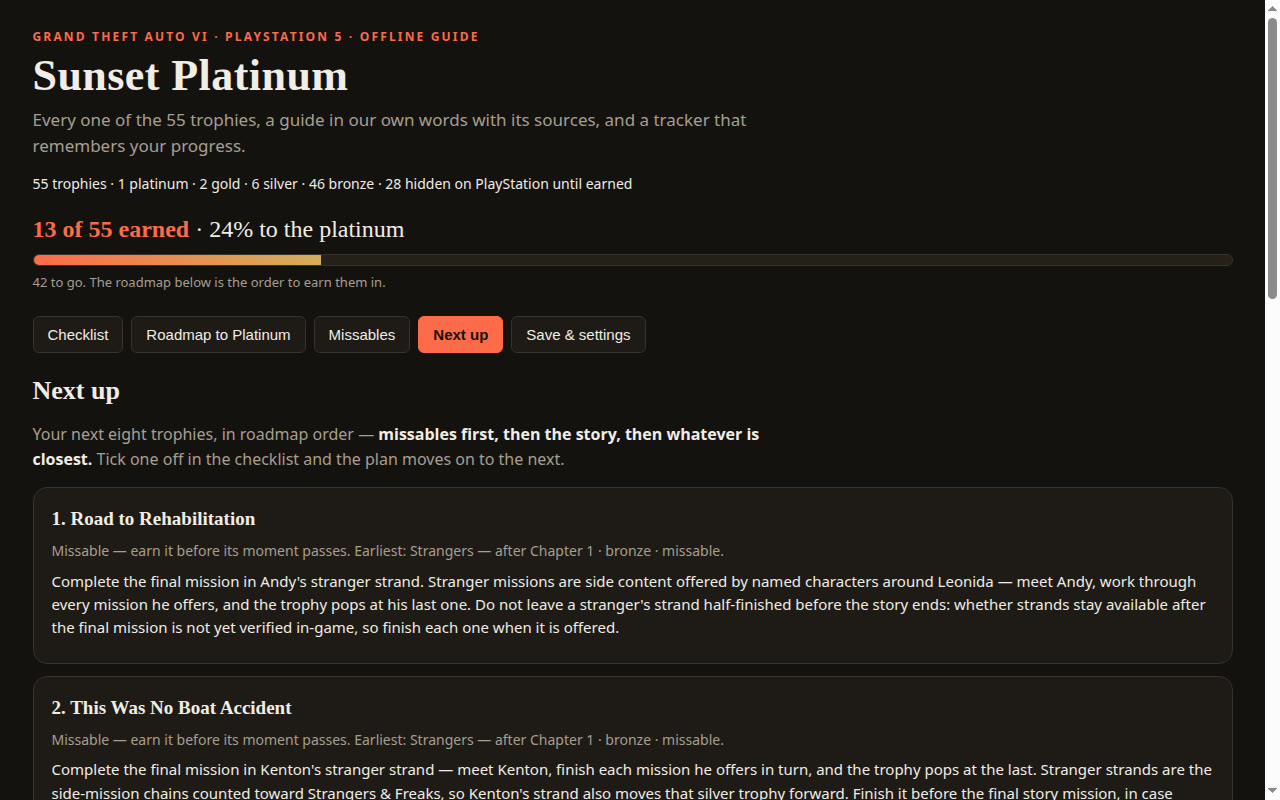 GRAND THEFT AUTO VI · PLAYSTATION 5 · OFFLINE GUIDE
Sunset Platinum
Every one of the 55 trophies, a guide in our own words with its sources, and a tracker that
remembers your progress.
55 trophies · 1 platinum · 2 gold · 6 silver · 46 bronze · 28 hidden on PlayStation until earned
13 of 55 earned · 24% to the platinum
42 to go. The roadmap below is the order to earn them in.
Checklist Roadmap to Platinum Missables Next up Save & settings
Next up
Your next eight trophies, in roadmap order — missables first, then the story, then whatever is
closest. Tick one off in the checklist and the plan moves on to the next.
1. Road to Rehabilitation
Missable — earn it before its moment passes. Earliest: Strangers — after Chapter 1 · bronze · missable.
Complete the final mission in Andy's stranger strand. Stranger missions are side content offered by named characters around Leonida — meet Andy, work through
every mission he offers, and the trophy pops at his last one. Do not leave a stranger's strand half-finished before the story ends: whether strands stay available after
the final mission is not yet verified in-game, so finish each one when it is offered.
2. This Was No Boat Accident
Missable — earn it before its moment passes. Earliest: Strangers — after Chapter 1 · bronze · missable.
Complete the final mission in Kenton's stranger strand — meet Kenton, finish each mission he offers in turn, and the trophy pops at the last. Stranger strands are the
side-mission chains counted toward Strangers & Freaks, so Kenton's strand also moves that silver trophy forward. Finish it before the final story mission, in case